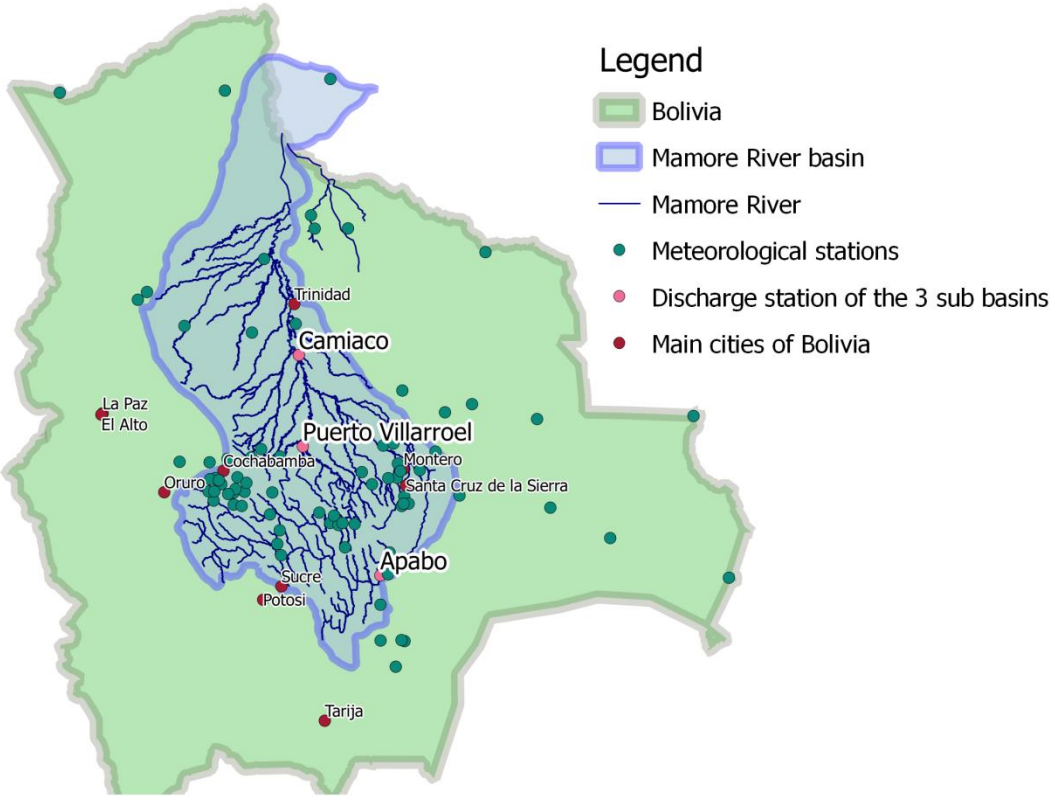 Legend
Bolivia
Mamore River basin
Mamore River
Meteorological stations
Discharge station of the 3 sub basins
Main cities of Bolivia
Trinidad
Camiaco
La Paz
El Alto
Puerto Villarroel
Cochabamba
Montero
Oruro
Santa Cruz de la Sierra
Apabo
Sucre
Potosi
Tarija